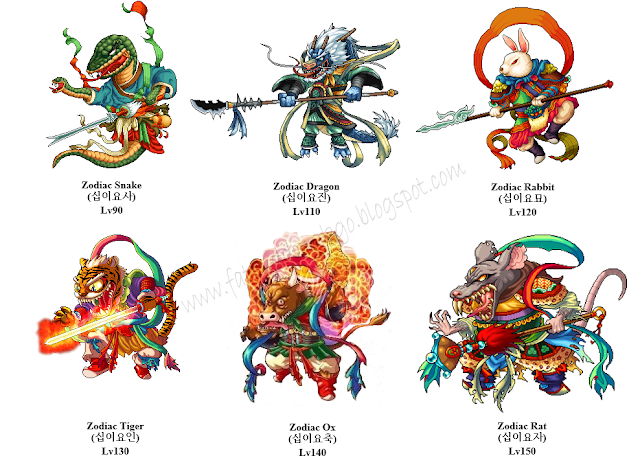 Zodiac Snake
(십이요사)
Lv90
Zodiac Dragon
(십이요진)
Lv110
Zodiac Rabbit
(십이요묘)
Lv120
Zodiac Tiger
(십이요인)
Lv130
Zodiac Ox
(십이요축)
Lv140
Zodiac Rat
(십이요자)
Lv150